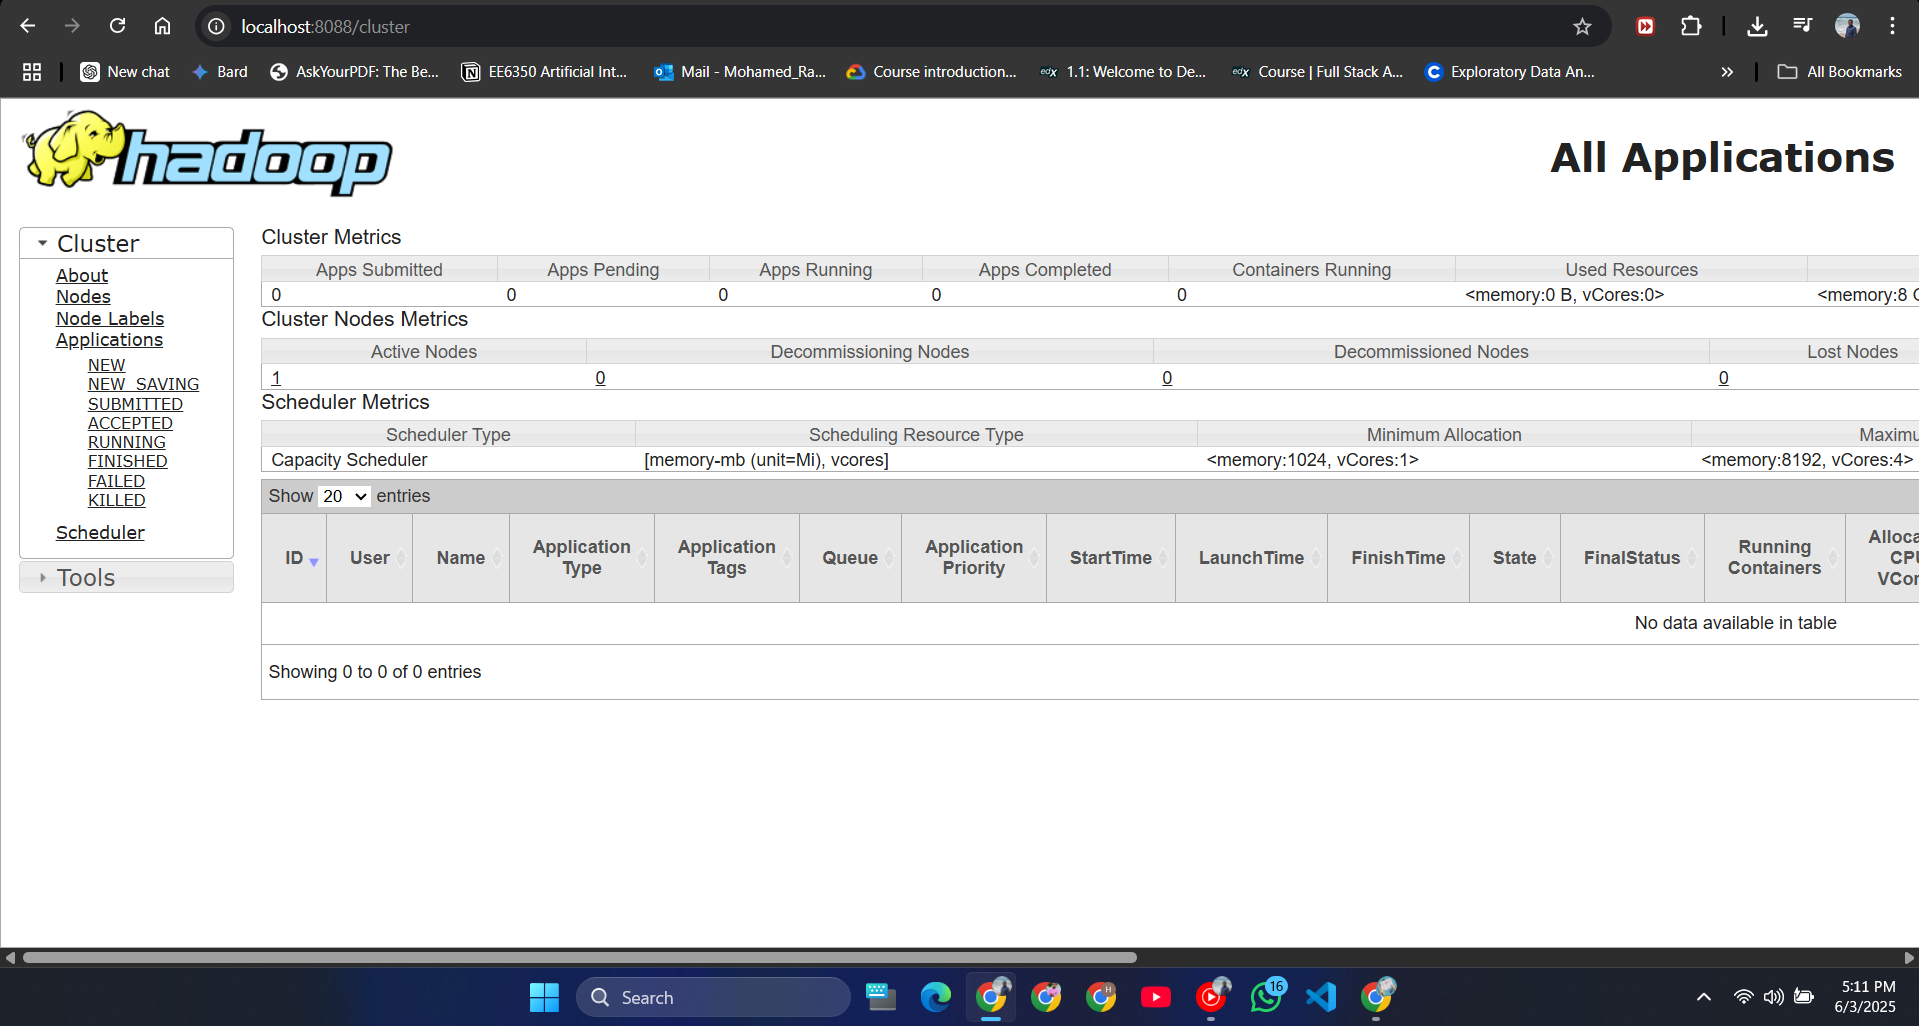 localhost:8088/cluster
New chat
Bard
AskYourPDF: The Be...
EE6350 Artificial Int...
Mail - Mohamed_Ra...
Course introduction...
edx 1.1: Welcome to De...
edx Course | Full Stack A...
C Exploratory Data An...
» All Bookmarks
hadoop
All Applications
Cluster
About
Nodes
Node Labels
Applications
NEW
NEW_SAVING
SUBMITTED
ACCEPTED
RUNNING
FINISHED
FAILED
KILLED
Scheduler
Tools
Cluster Metrics
Apps Submitted Apps Pending Apps Running Apps Completed Containers Running Used Resources
0 0 0 0 0 <memory:0 B, vCores:0> <memory:8 G
Cluster Nodes Metrics
Active Nodes Decommissioning Nodes Decommissioned Nodes Lost Nodes
1 0 0 0
Scheduler Metrics
Scheduler Type Scheduling Resource Type Minimum Allocation Maximu
Capacity Scheduler [memory-mb (unit=Mi), vcores] <memory:1024, vCores:1> <memory:8192, vCores:4>
Show 20 entries
ID User Name Application Type Application Tags Queue Application Priority StartTime LaunchTime FinishTime State FinalStatus Running Containers Alloca CPU VCor
No data available in table
Showing 0 to 0 of 0 entries
Search
H
16
5:11 PM
6/3/2025